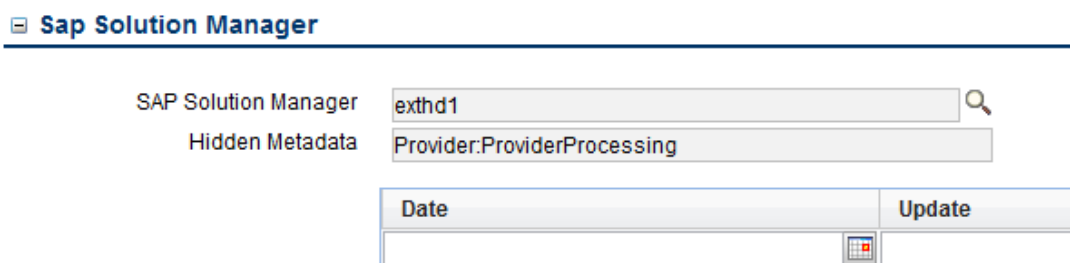 Sap Solution Manager
SAP Solution Manager exthd1
Hidden Metadata Provider:ProviderProcessing
Date Update